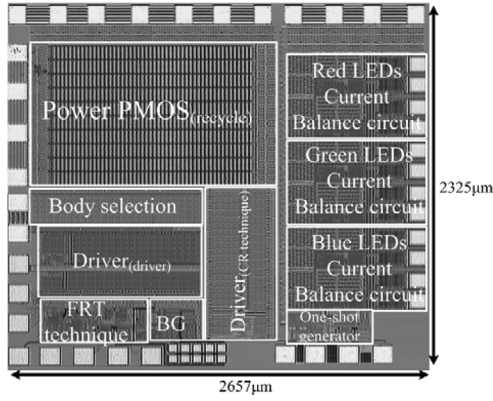 Power PMOS(recycle)
Body selection
Driver(driver)
FRT
technique
BG
Driver(CR technique)
Red LEDs
Current
Balance circuit
Green LEDs
Current
Balance circuit
Blue LEDs
Current
Balance circuit
One-shot
generator
2325μm
2657μm